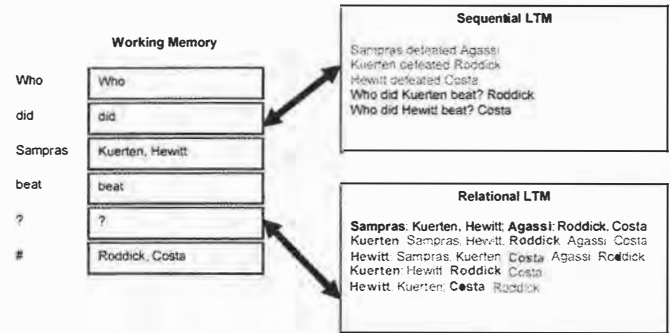 Sequential LTM
Working Memory
Sampras defeated Agassi
Kuerten defeated Roddick
Hewitt defeated Costa
Who did Kuerten beat? Roddick
Who did Hewitt beat? Costa
Who Who
did did
Sampras Kuerten, Hewitt
beat beat
? ?
# Roddick, Costa
Relational LTM
Sampras: Kuerten, Hewitt; Agassi: Roddick, Costa
Kuerten: Sampras, Hewitt, Roddick Agassi Costa
Hewitt: Sampras, Kuerten Costa Agassi Roddick
Kuerten: Hewitt Roddick Costa
Hewitt Kuerten: Costa Roddick